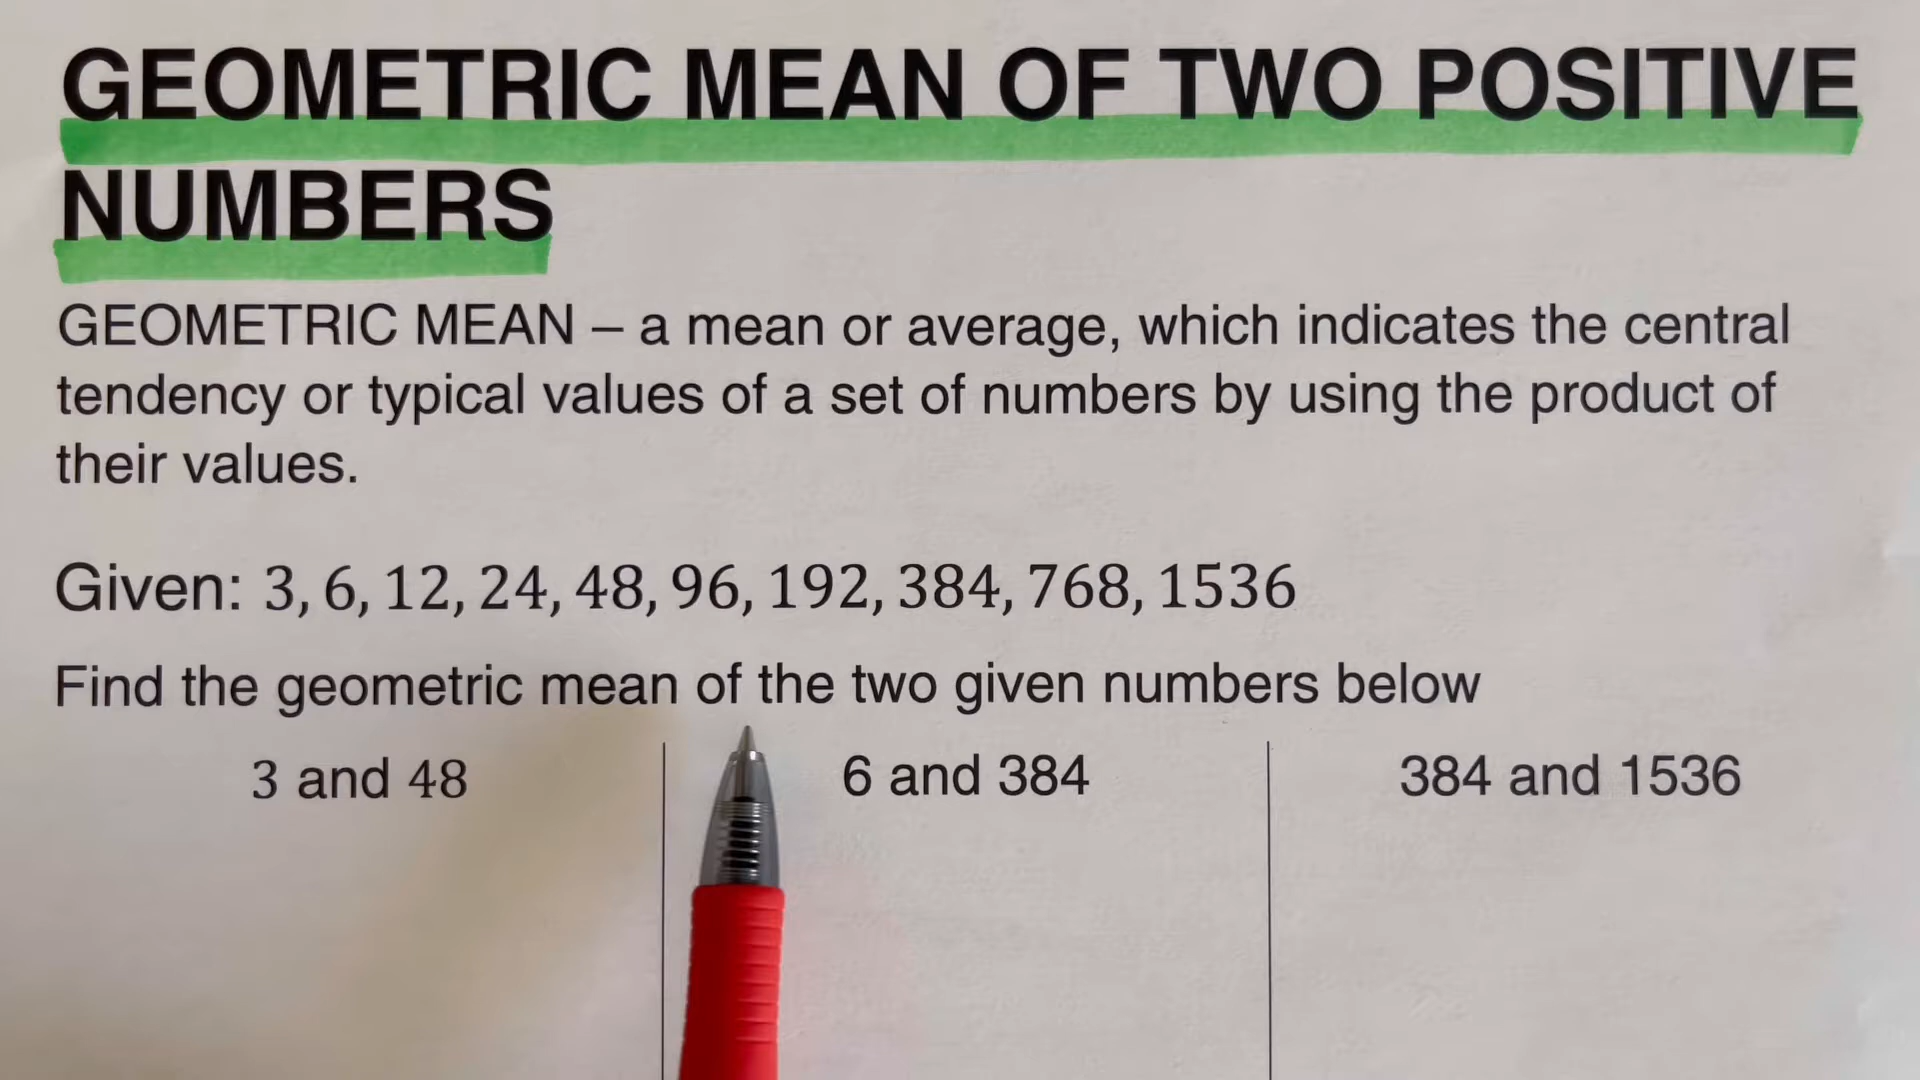 GEOMETRIC MEAN OF TWO POSITIVE
NUMBERS
GEOMETRIC MEAN – a mean or average, which indicates the central
tendency or typical values of a set of numbers by using the product of
their values.
Given: 3, 6, 12, 24, 48, 96, 192, 384, 768, 1536
Find the geometric mean of the two given numbers below
3 and 48
6 and 384
384 and 1536